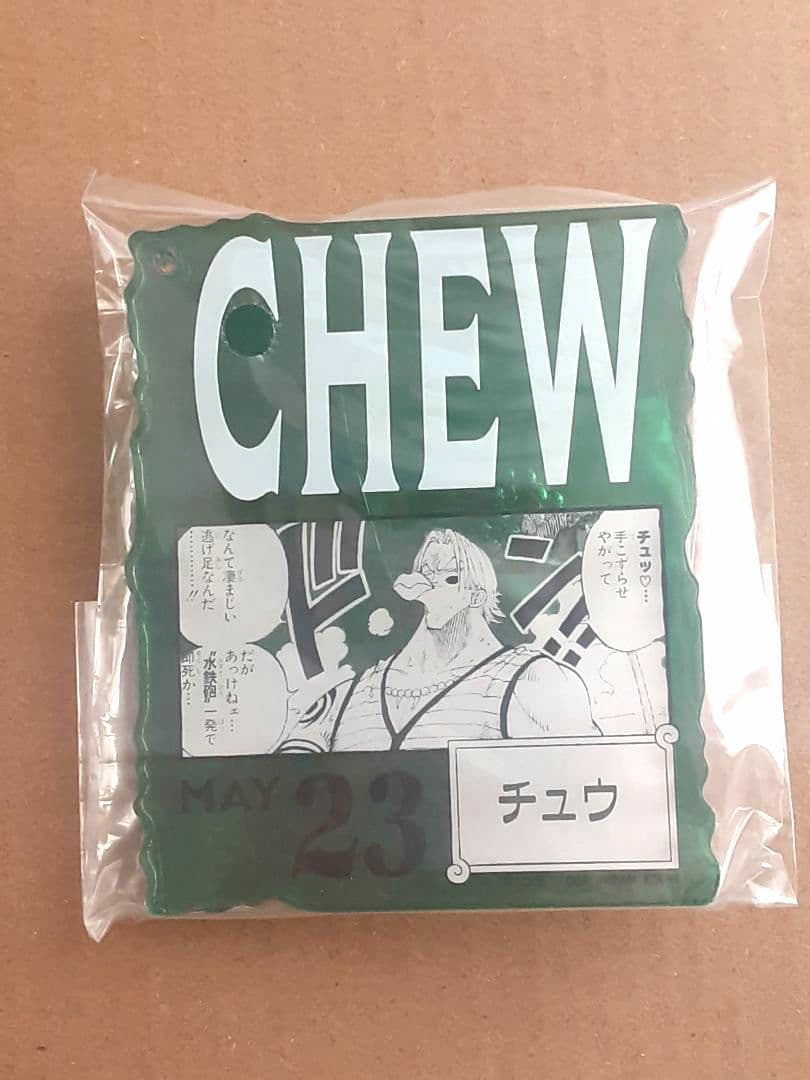 CHEW
チュッ♡…
手こずらせ
やがって
なんて凄まじい
逃げ足なんだ
…………!!
だが
あっけねェ…
"水鉄砲"一発で
即死か…
MAY 23
チュウ